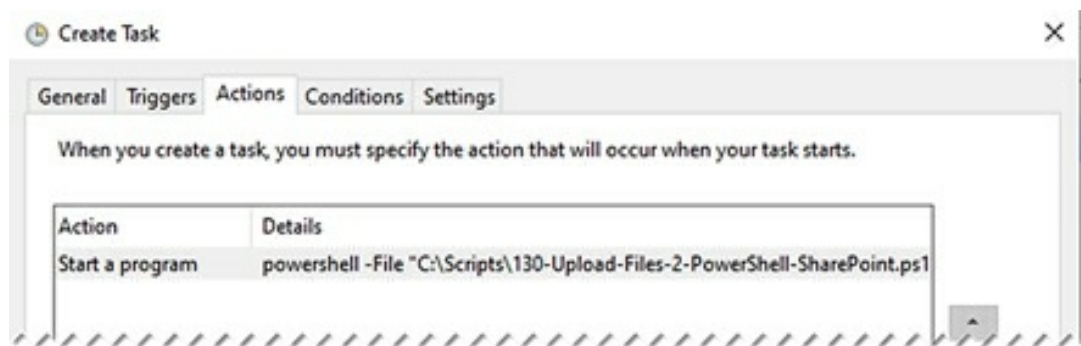 Create Task
General Triggers Actions Conditions Settings
When you create a task, you must specify the action that will occur when your task starts.
Action Details
Start a program powershell -File "C:\Scripts\130-Upload-Files-2-PowerShell-SharePoint.ps1